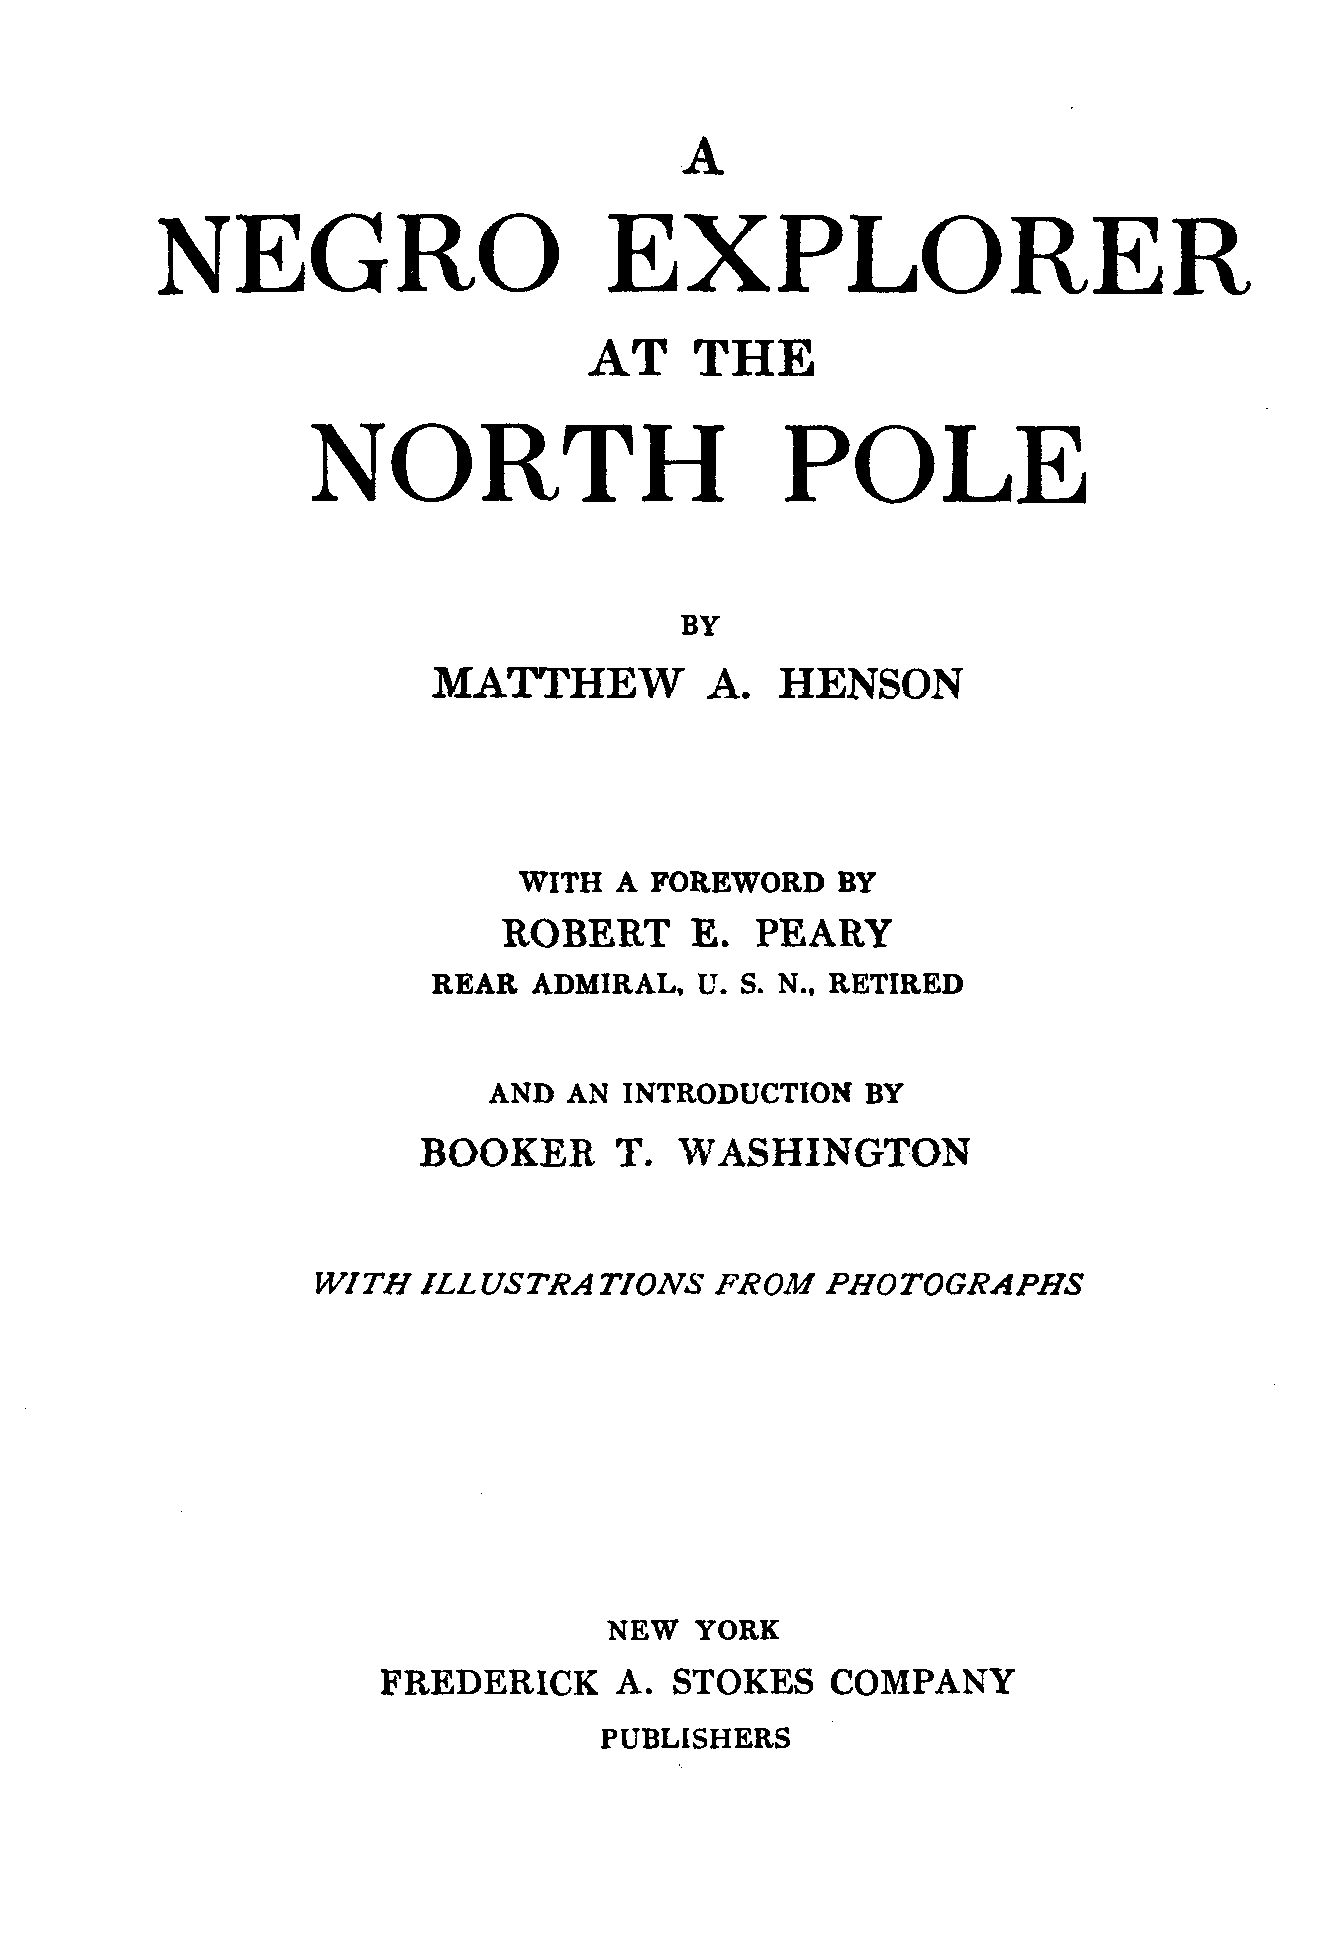 A
NEGRO EXPLORER
AT THE
NORTH POLE
BY
MATTHEW A. HENSON
WITH A FOREWORD BY
ROBERT E. PEARY
REAR ADMIRAL, U. S. N., RETIRED
AND AN INTRODUCTION BY
BOOKER T. WASHINGTON
WITH ILLUSTRATIONS FROM PHOTOGRAPHS
NEW YORK
FREDERICK A. STOKES COMPANY
PUBLISHERS